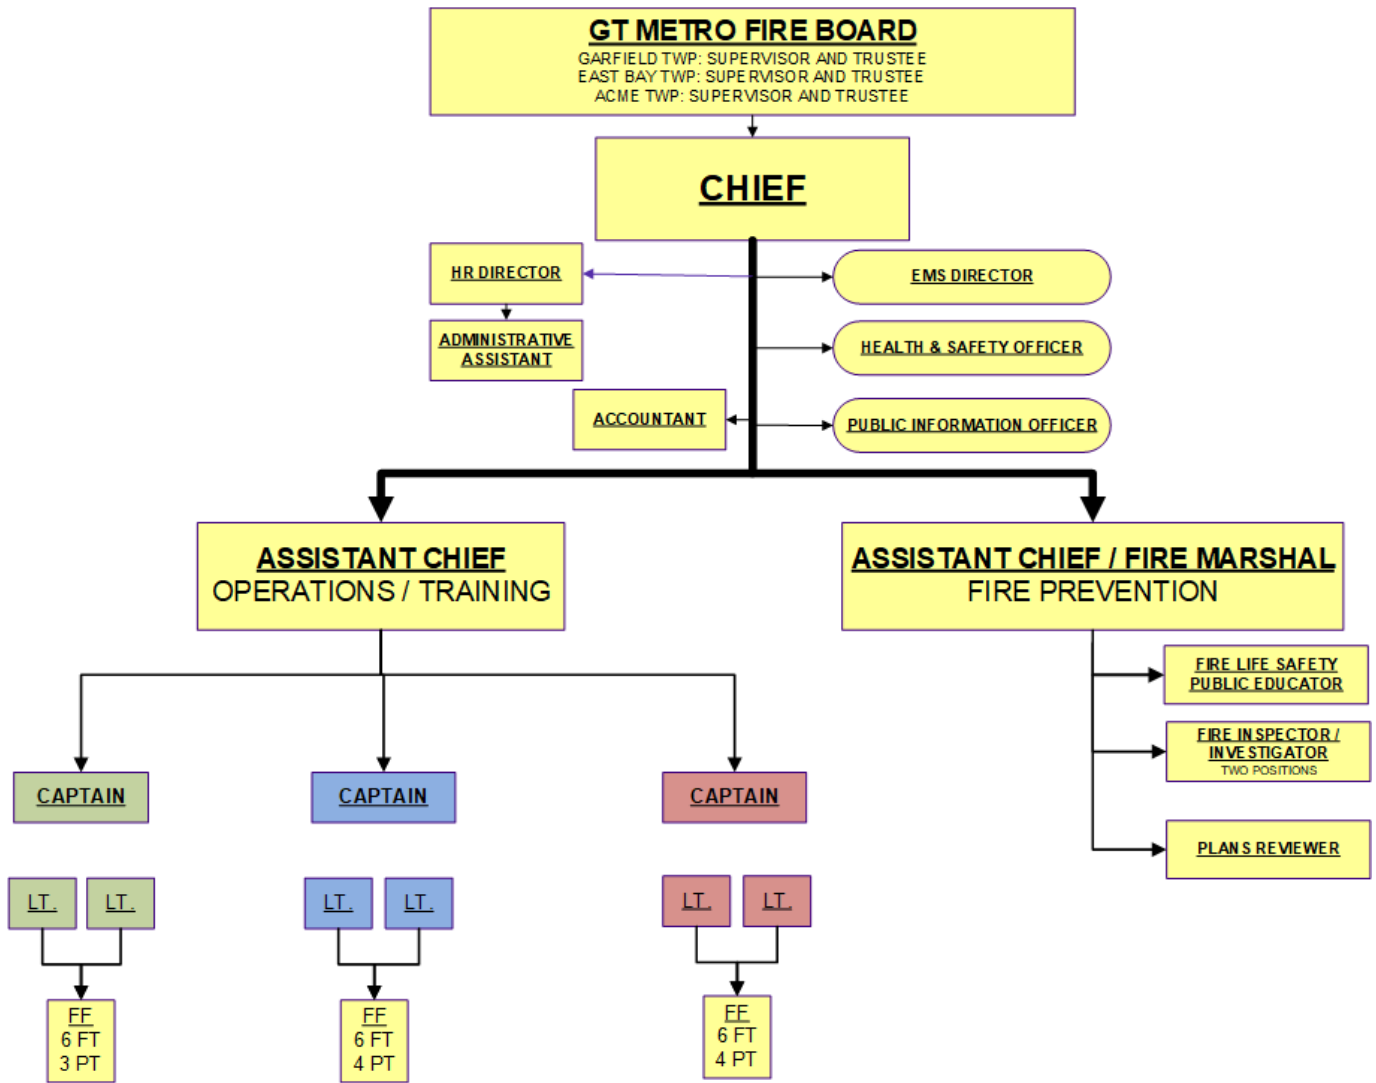 GT METRO FIRE BOARD
GARFIELD TWP: SUPERVISOR AND TRUSTEE
EAST BAY TWP: SUPERVISOR AND TRUSTEE
ACME TWP: SUPERVISOR AND TRUSTEE
CHIEF
HR DIRECTOR
EMS DIRECTOR
ADMINISTRATIVE
ASSISTANT
HEALTH & SAFETY OFFICER
ACCOUNTANT
PUBLIC INFORMATION OFFICER
ASSISTANT CHIEF
OPERATIONS / TRAINING
ASSISTANT CHIEF / FIRE MARSHAL
FIRE PREVENTION
FIRE LIFE SAFETY
PUBLIC EDUCATOR
FIRE INSPECTOR /
INVESTIGATOR
TWO POSITIONS
PLANS REVIEWER
CAPTAIN
CAPTAIN
CAPTAIN
LT.
LT.
LT.
LT.
LT.
LT.
FF
6 FT
3 PT
FF
6 FT
4 PT
FF
6 FT
4 PT